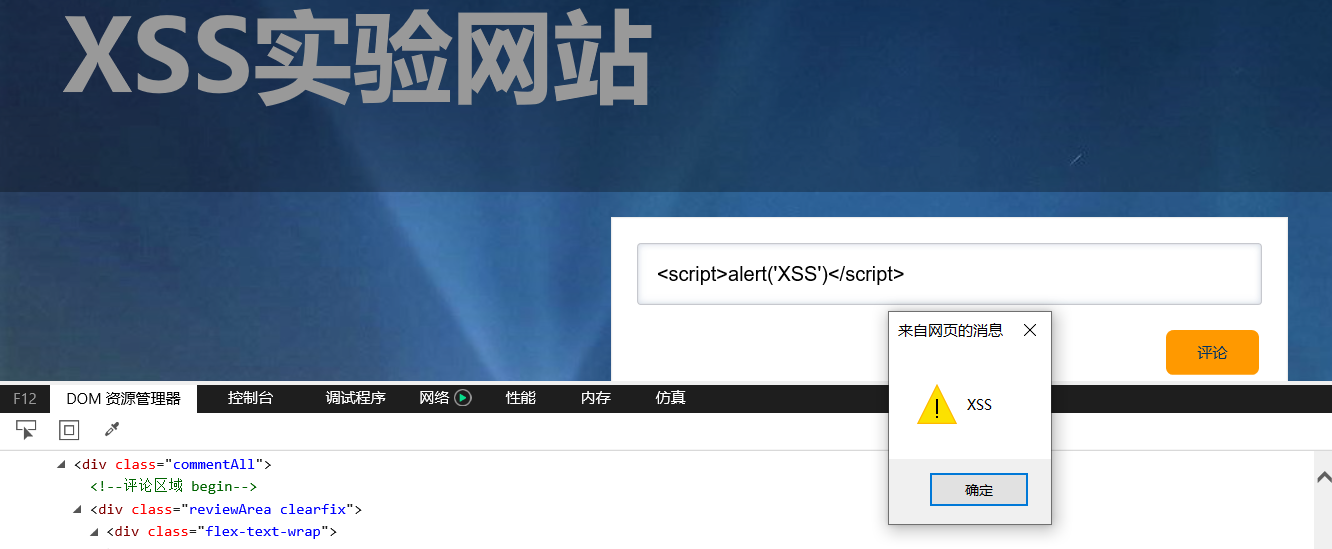 XSS实验网站
<script>alert('XSS')</script>
来自网页的消息
评论
XSS
确定
F12 DOM 资源管理器 控制台 调试程序 网络 性能 内存 仿真
<div class="commentAll">
<!--评论区域 begin-->
<div class="reviewArea clearfix">
<div class="flex-text-wrap">